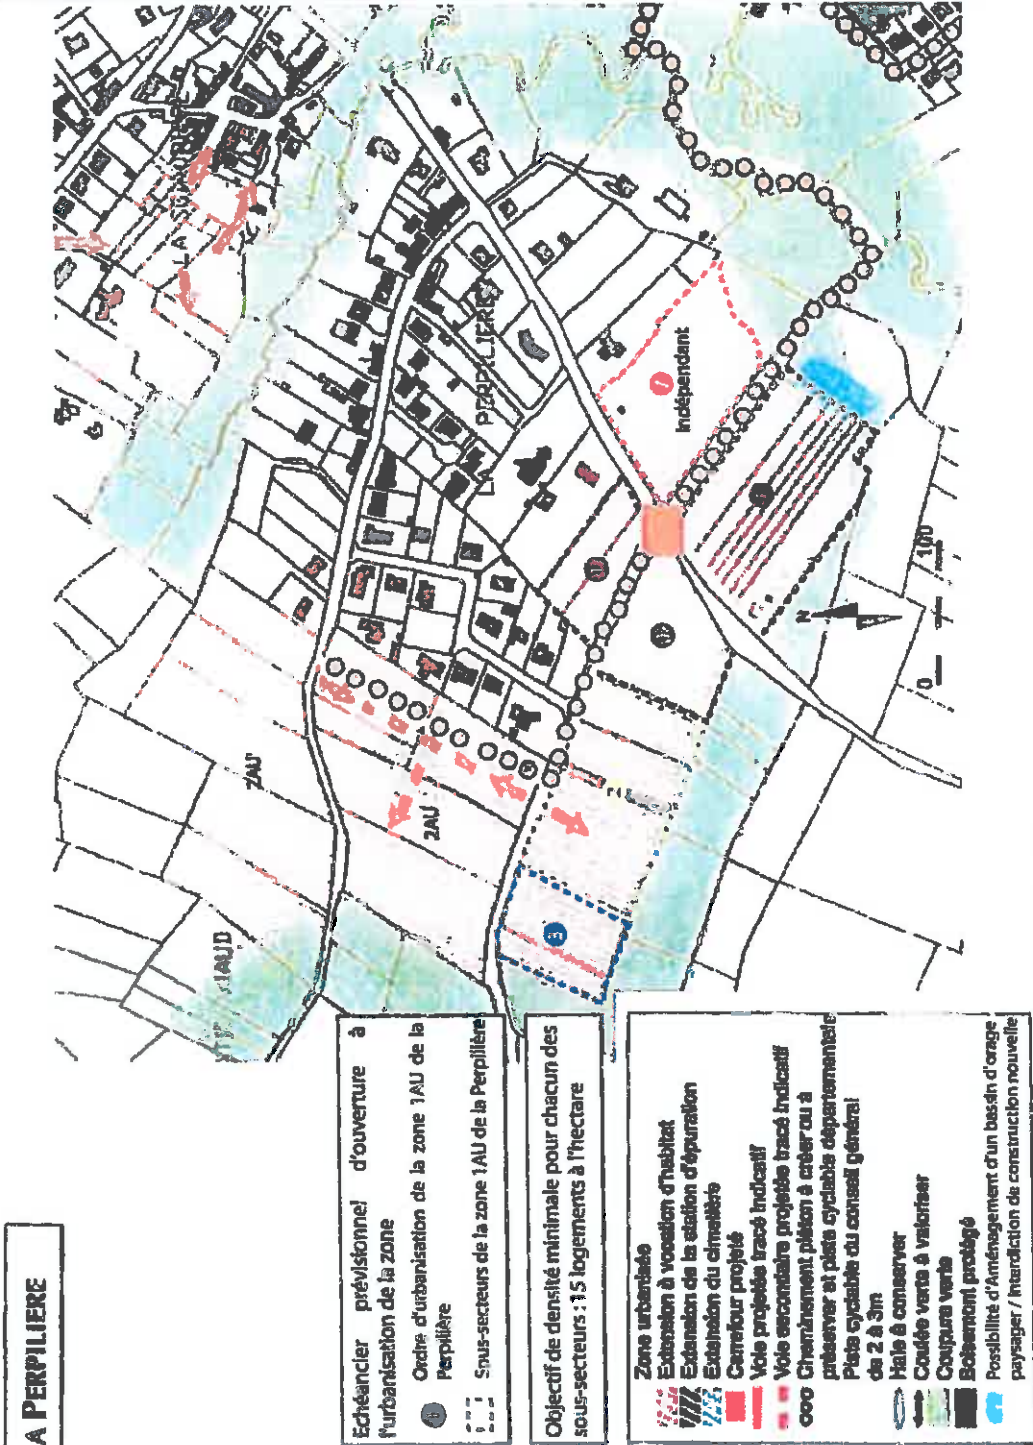 A PERPILIERE
Echéancier prévisionnel d'ouverture à
l'urbanisation de la zone
Ordre d'urbanisation de la zone 1AU de la
Perpilière
Sous-secteurs de la zone 1AU de la Perpilière
Objectif de densité minimale pour chacun des
sous-secteurs : 15 logements à l'hectare
Zone urbanisée
Extension à vocation d'habitat
Extension de la station d'épuration
Extension du cimetière
Carrefour projeté
Voie projetée tracé indicatif
Voie secondaire projetée tracé indicatif
Cheminement piéton à créer ou à
préserver et piste cyclable départementale
Piste cyclable du conseil général
de 2 à 3m
Haie à conserver
Coulée verte à valoriser
Coupure verte
Boisement protégé
Possibilité d'Aménagement d'un bassin d'orage
paysager / Interdiction de construction nouvelle
2AU
2AU
Indépendant
N
0
100